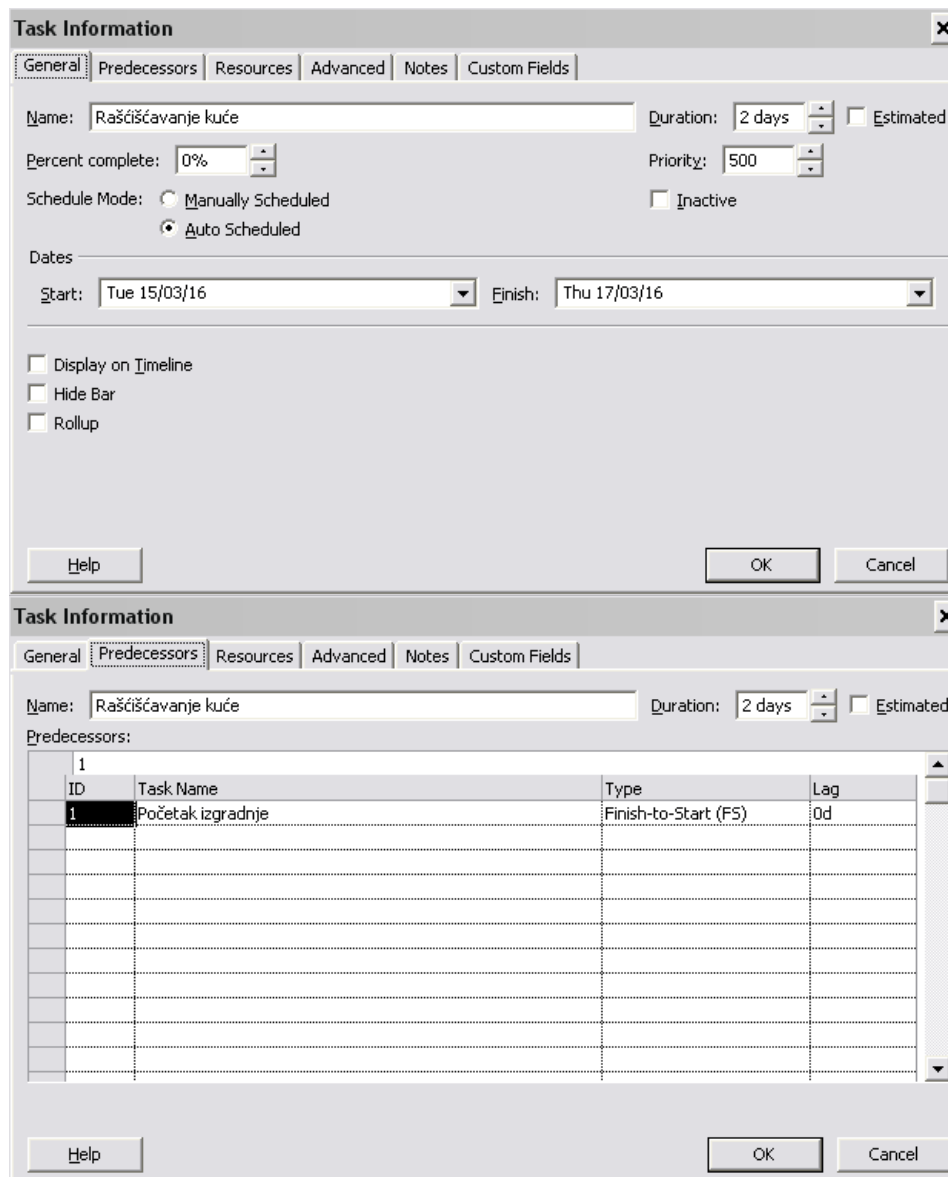 Task Information
General Predecessors Resources Advanced Notes Custom Fields
Name: Rašćišćavanje kuće Duration: 2 days Estimated
Percent complete: 0% Priority: 500
Schedule Mode: Manually Scheduled Inactive
Auto Scheduled
Dates
Start: Tue 15/03/16 Finish: Thu 17/03/16
Display on Timeline
Hide Bar
Rollup
Help OK Cancel
Task Information
General Predecessors Resources Advanced Notes Custom Fields
Name: Rašćišćavanje kuće Duration: 2 days Estimated
Predecessors:
1
ID Task Name Type Lag
1 Početak izgradnje Finish-to-Start (FS) 0d
Help OK Cancel